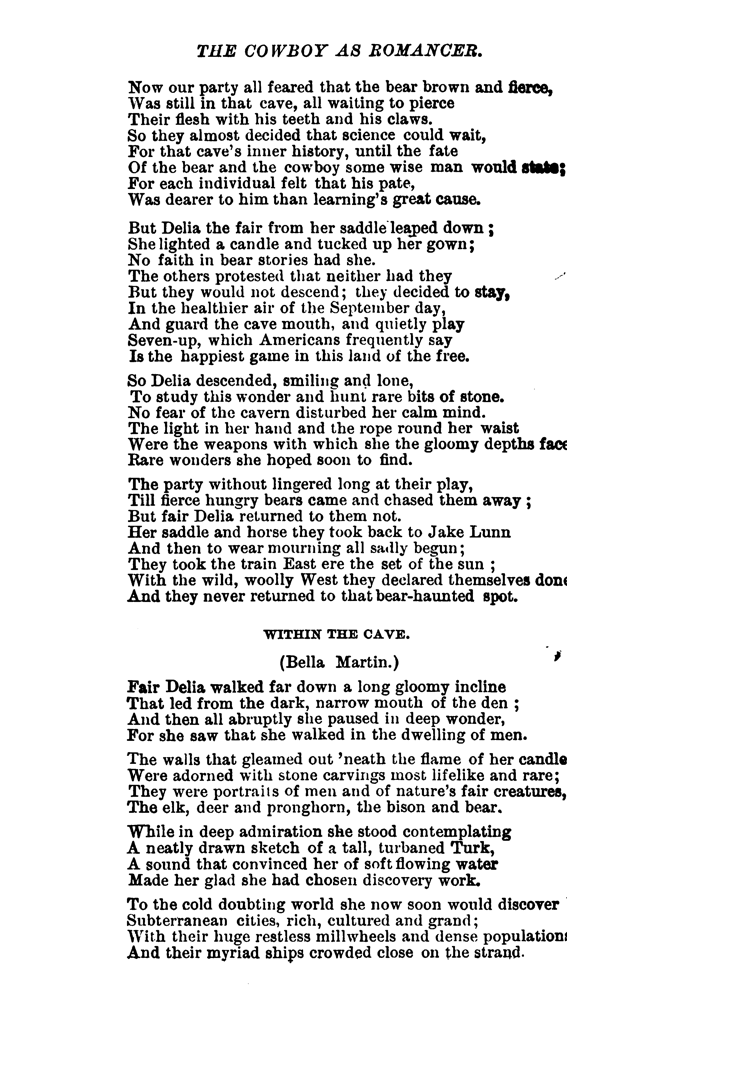 THE COWBOY AS ROMANCER.
Now our party all feared that the bear brown and fierce,
Was still in that cave, all waiting to pierce
Their flesh with his teeth and his claws.
So they almost decided that science could wait,
For that cave's inner history, until the fate
Of the bear and the cowboy some wise man would state;
For each individual felt that his pate,
Was dearer to him than learning's great cause.
But Delia the fair from her saddle leaped down ;
She lighted a candle and tucked up her gown;
No faith in bear stories had she.
The others protested that neither had they
But they would not descend; they decided to stay,
In the healthier air of the September day,
And guard the cave mouth, and quietly play
Seven-up, which Americans frequently say
Is the happiest game in this land of the free.
So Delia descended, smiling and lone,
To study this wonder and hunt rare bits of stone.
No fear of the cavern disturbed her calm mind.
The light in her hand and the rope round her waist
Were the weapons with which she the gloomy depths face
Rare wonders she hoped soon to find.
The party without lingered long at their play,
Till fierce hungry bears came and chased them away ;
But fair Delia returned to them not.
Her saddle and horse they took back to Jake Lunn
And then to wear mourning all sadly begun;
They took the train East ere the set of the sun ;
With the wild, woolly West they declared themselves done
And they never returned to that bear-haunted spot.
WITHIN THE CAVE.
(Bella Martin.)
Fair Delia walked far down a long gloomy incline
That led from the dark, narrow mouth of the den ;
And then all abruptly she paused in deep wonder,
For she saw that she walked in the dwelling of men.
The walls that gleamed out 'neath the flame of her candle
Were adorned with stone carvings most lifelike and rare;
They were portraits of men and of nature's fair creatures,
The elk, deer and pronghorn, the bison and bear.
While in deep admiration she stood contemplating
A neatly drawn sketch of a tall, turbaned Turk,
A sound that convinced her of soft flowing water
Made her glad she had chosen discovery work.
To the cold doubting world she now soon would discover
Subterranean cities, rich, cultured and grand;
With their huge restless millwheels and dense populations
And their myriad ships crowded close on the strand.